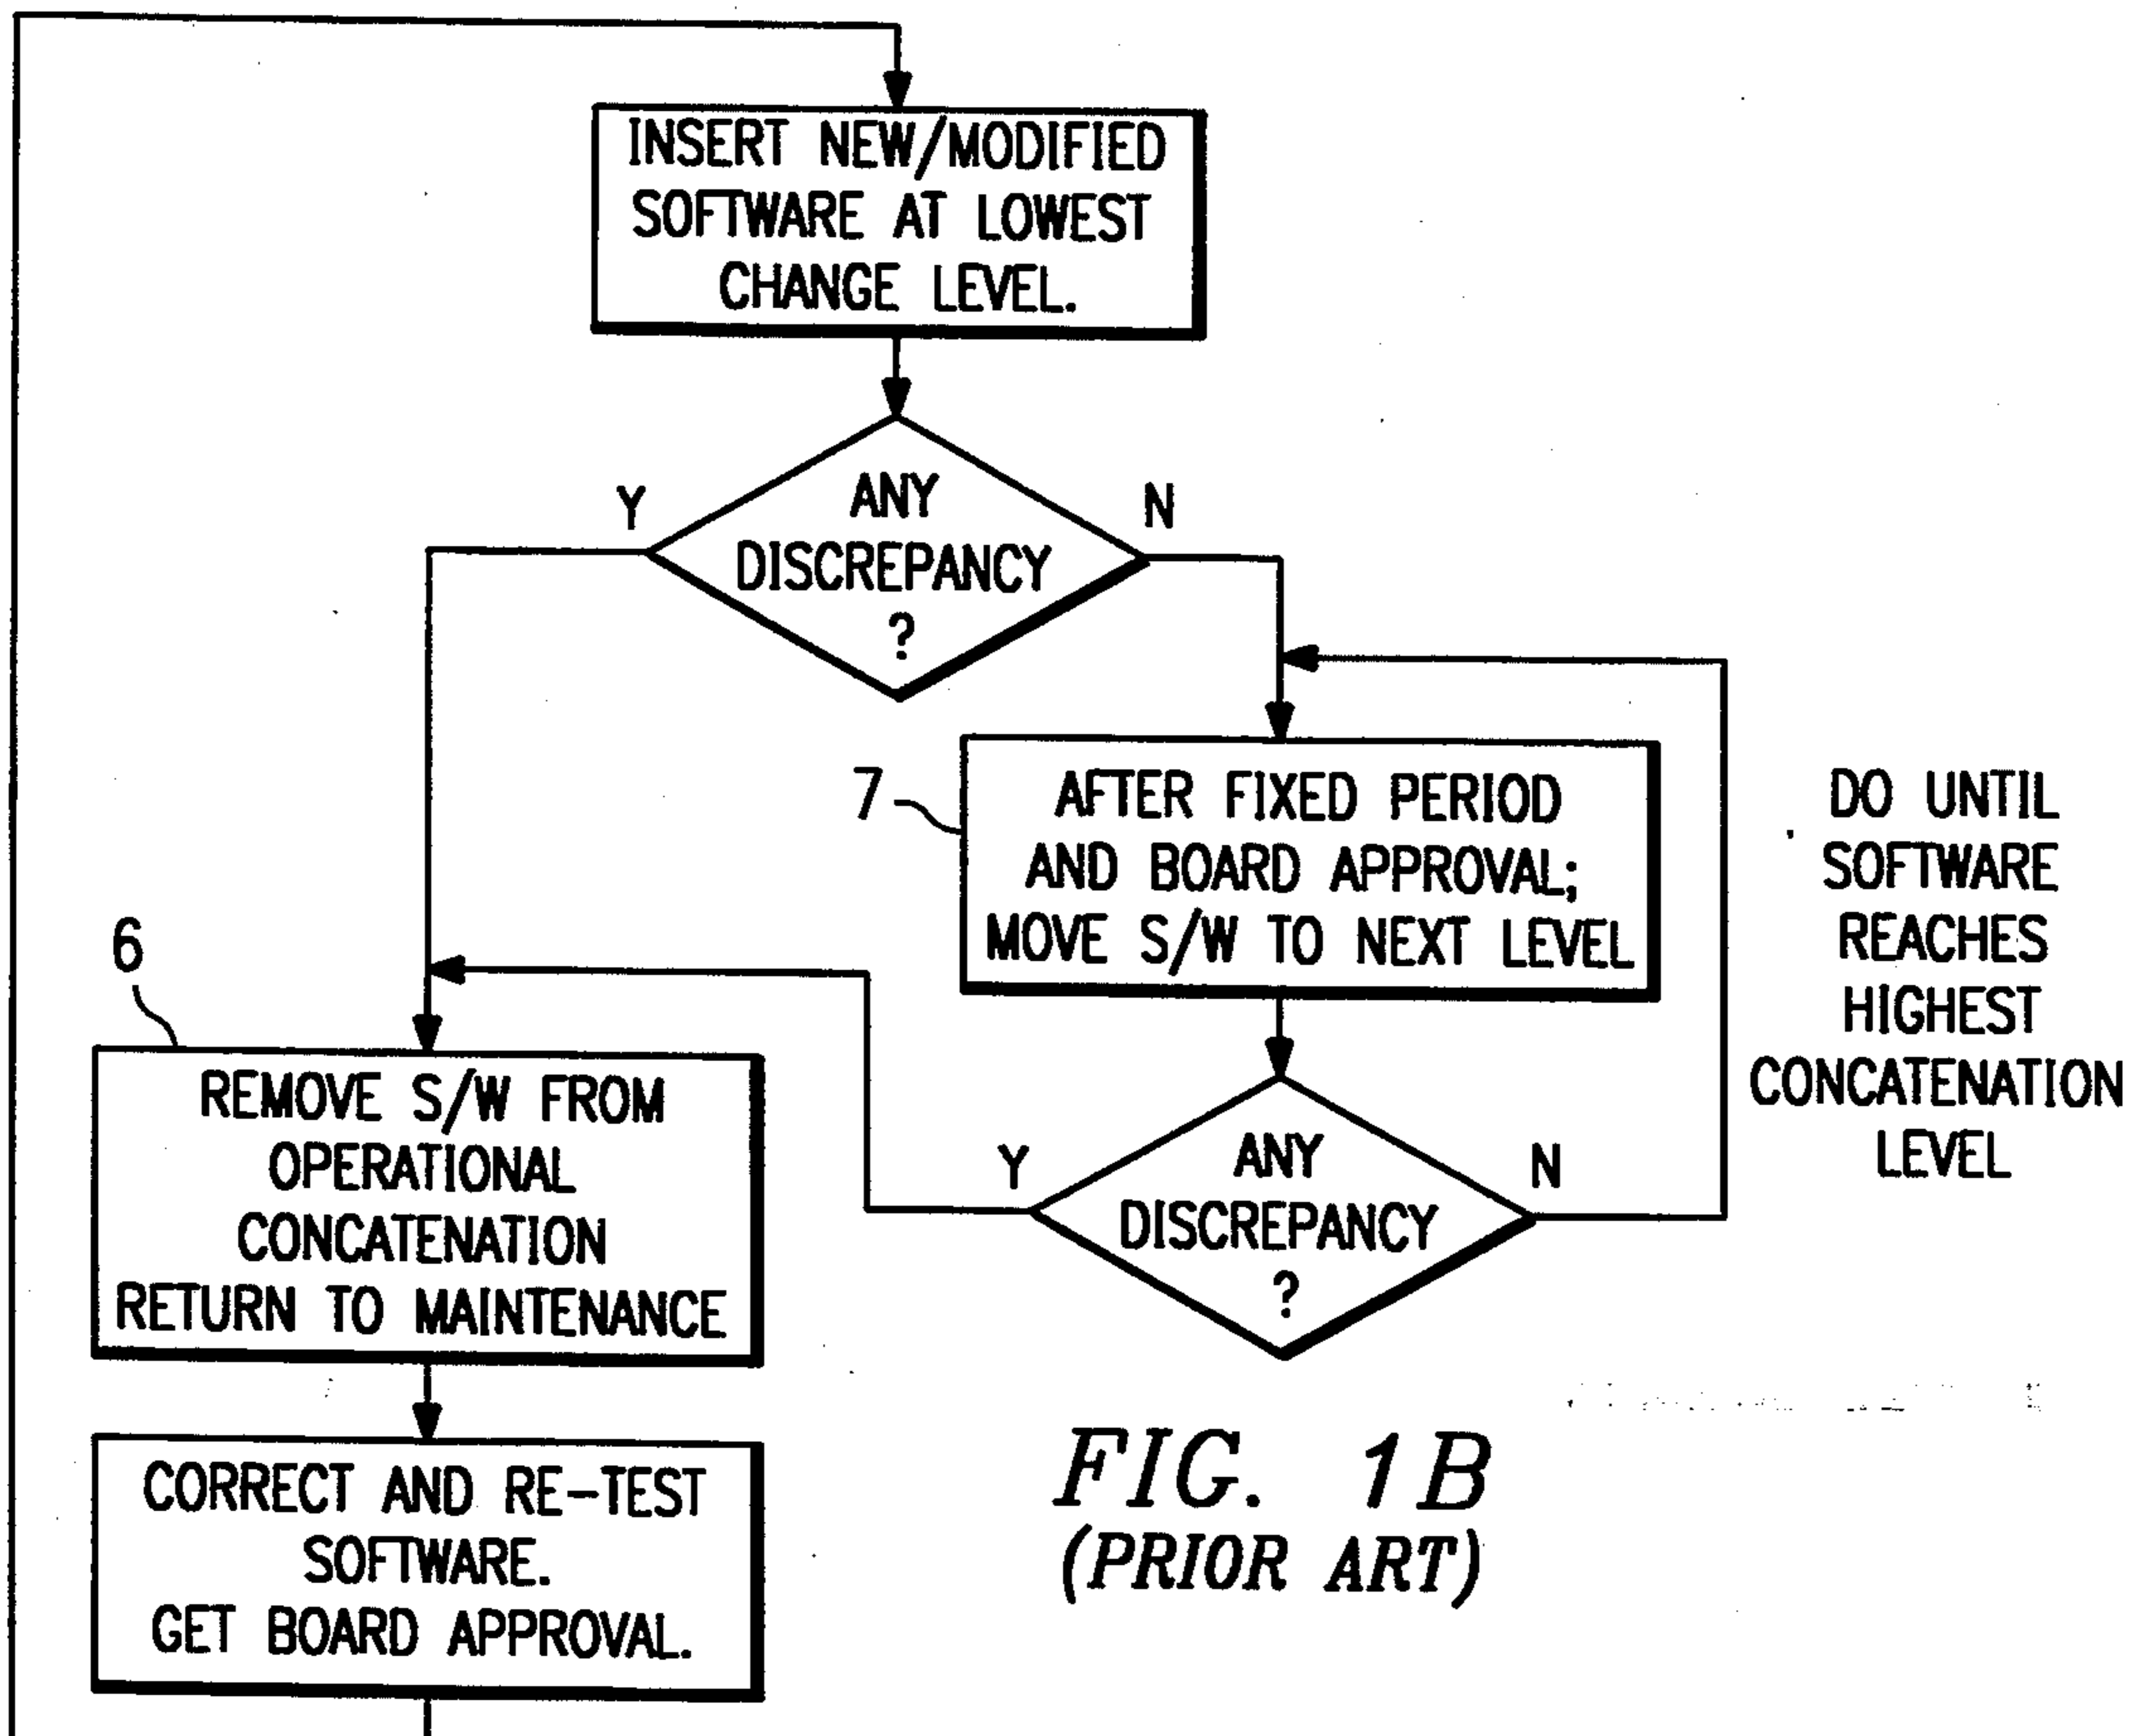 INSERT NEW/MODIFIED
SOFTWARE AT LOWEST
CHANGE LEVEL.
Y
ANY
DISCREPANCY
?
N
7
AFTER FIXED PERIOD
AND BOARD APPROVAL;
MOVE S/W TO NEXT LEVEL
DO UNTIL
SOFTWARE
REACHES
HIGHEST
CONCATENATION
LEVEL
6
REMOVE S/W FROM
OPERATIONAL
CONCATENATION
RETURN TO MAINTENANCE
Y
ANY
DISCREPANCY
?
N
CORRECT AND RE-TEST
SOFTWARE.
GET BOARD APPROVAL.
FIG. 1B
(PRIOR ART)